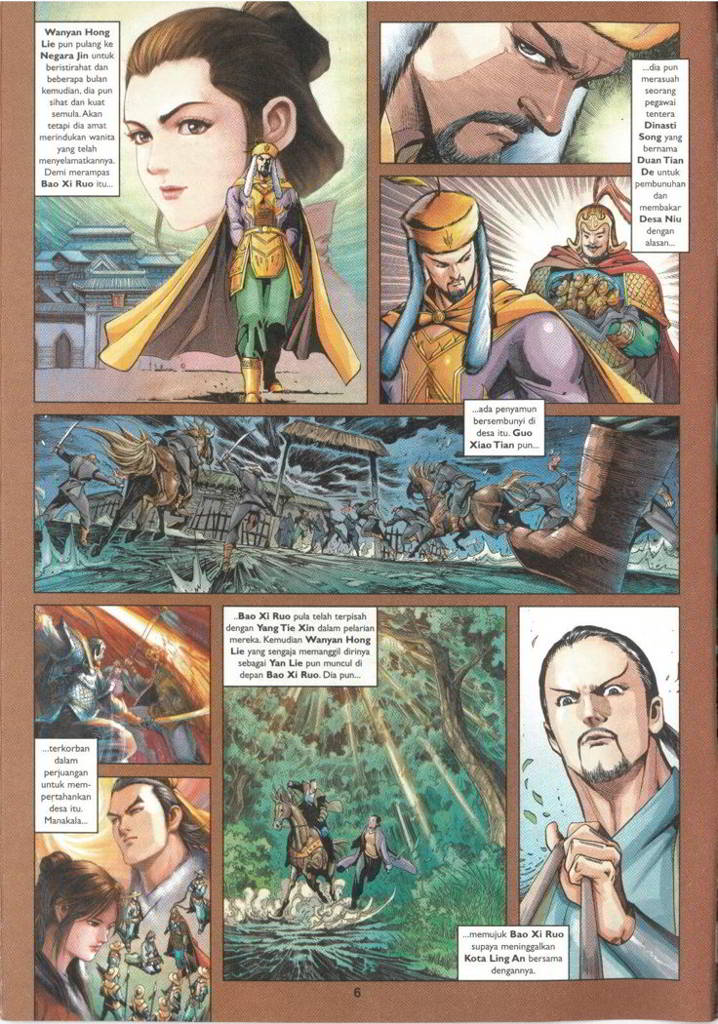 Wanyan Hong
Lie pun pulang ke
Negara Jin untuk
beristirahat dan
beberapa bulan
kemudian, dia pun
sihat dan kuat
semula. Akan
tetapi dia amat
merindukan wanita
yang telah
menyelamatkannya.
Demi merampas
Bao Xi Ruo itu...
...dia pun
merasuah
seorang
pegawai
tentera
Dinasti
Song yang
bernama
Duan Tian
De untuk
pembunuhan
dan
membakar
Desa Niu
dengan
alasan...
...ada penyamun
bersembunyi di
desa itu. Guo
Xiao Tian pun...
...terkorban
dalam
perjuangan
untuk mem-
pertahankan
desa itu.
Manakala...
..Bao Xi Ruo pula telah terpisah
dengan Yang Tie Xin dalam pelarian
mereka. Kemudian Wanyan Hong
Lie yang sengaja memanggil dirinya
sebagai Yan Lie pun muncul di
depan Bao Xi Ruo. Dia pun...
...memujuk Bao Xi Ruo
supaya meninggalkan
Kota Ling An bersama
dengannya.
6